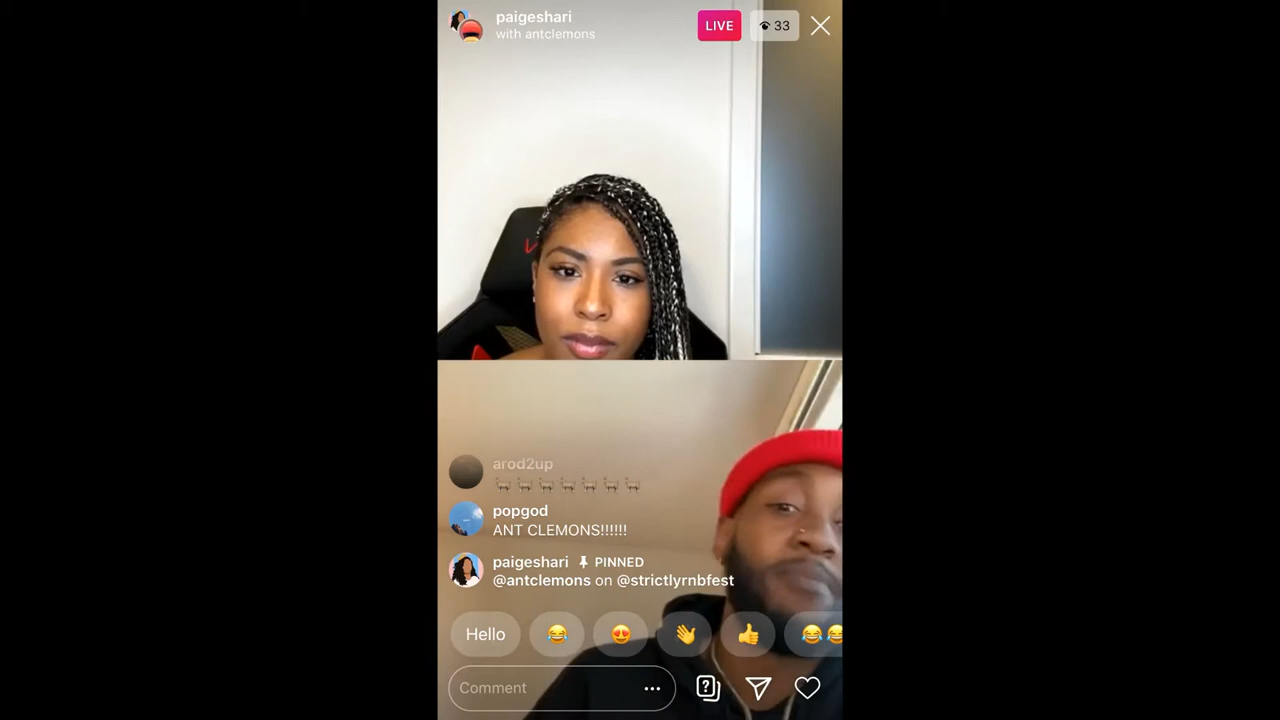 paigeshari
with antclemons
LIVE
33
arod2up
popgod
ANT CLEMONS!!!!!!
paigeshari PINNED
@antclemons on @strictlyrnbfest
Hello
Comment